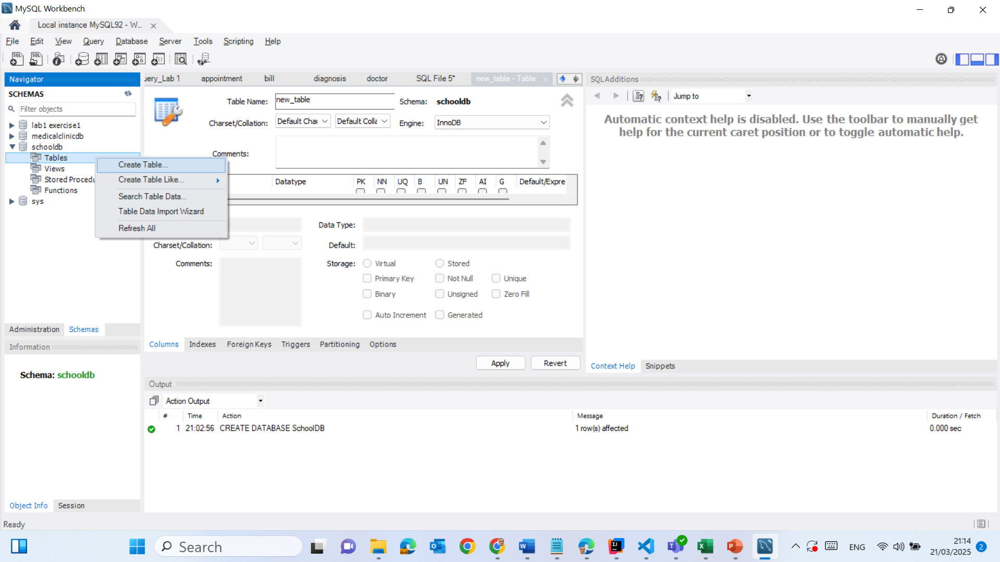 MySQL Workbench
Local instance MySQL92 - W...
File Edit View Query Database Server Tools Scripting Help
Navigator
SCHEMAS
Filter objects
lab1 exercise1
medicalclinicdb
schooldb
Tables
Views
Stored Procedu
Functions
sys
Create Table...
Create Table Like...
Search Table Data...
Table Data Import Wizard
Refresh All
Administration Schemas
Information
Schema: schooldb
Object Info Session
uery_Lab 1 appointment bill diagnosis doctor SQL File 5* new_table - Table
Table Name: new_table Schema: schooldb
Charset/Collation: Default Char Default Colla Engine: InnoDB
Comments:
Datatype PK NN UQ B UN ZF AI G Default/Expre
Data Type:
Charset/Collation: Default:
Comments: Storage: Virtual Stored
Primary Key Not Null Unique
Binary Unsigned Zero Fill
Auto Increment Generated
Columns Indexes Foreign Keys Triggers Partitioning Options
Apply Revert
SQLAdditions
Jump to
Automatic context help is disabled. Use the toolbar to manually get
help for the current caret position or to toggle automatic help.
Context Help Snippets
Output
Action Output
# Time Action Message Duration / Fetch
1 21:02:56 CREATE DATABASE SchoolDB 1 row(s) affected 0.000 sec
Ready
Search
ENG
21:14
21/03/2025
2